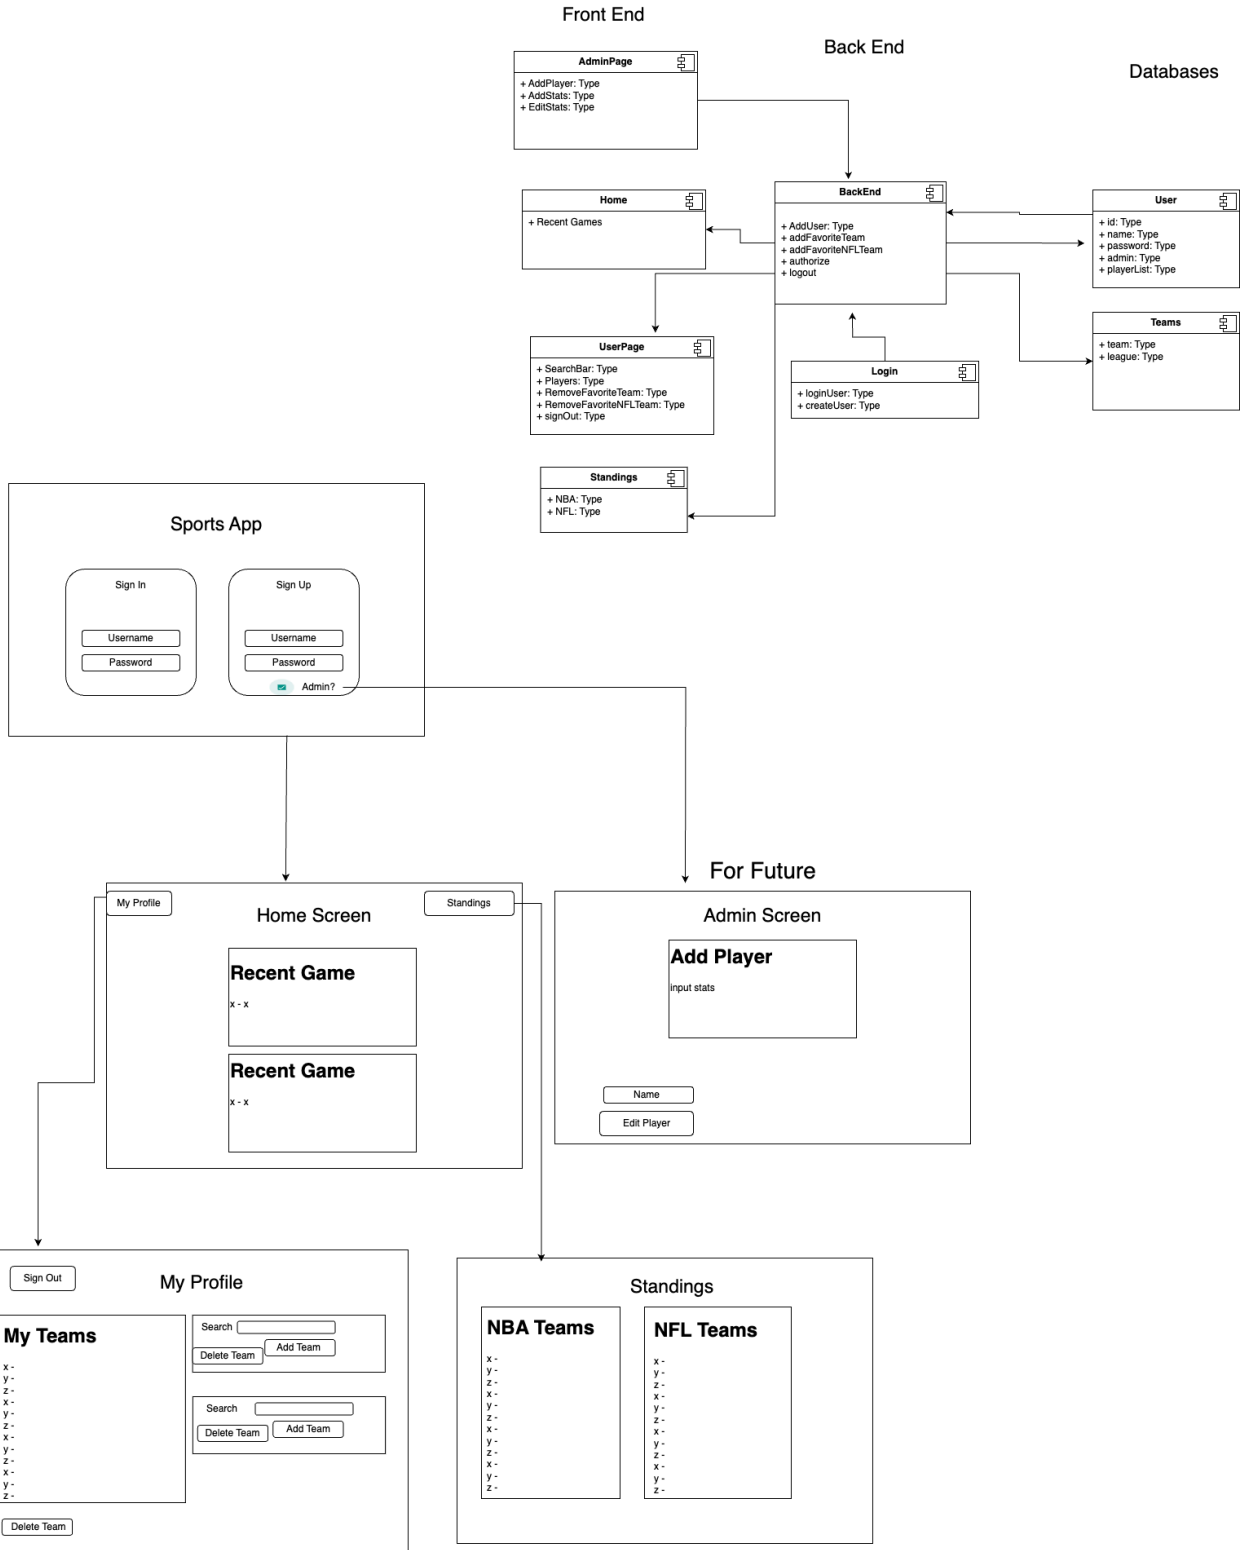 Front End
Back End
Databases
AdminPage
+ AddPlayer: Type
+ AddStats: Type
+ EditStats: Type
Home
+ Recent Games
BackEnd
+ AddUser: Type
+ addFavoriteTeam
+ addFavoriteNFLTeam
+ authorize
+ logout
User
+ id: Type
+ name: Type
+ password: Type
+ admin: Type
+ playerList: Type
UserPage
+ SearchBar: Type
+ Players: Type
+ RemoveFavoriteTeam: Type
+ RemoveFavoriteNFLTeam: Type
+ signOut: Type
Login
+ loginUser: Type
+ createUser: Type
Teams
+ team: Type
+ league: Type
Standings
+ NBA: Type
+ NFL: Type
Sports App
Sign In
Username
Password
Sign Up
Username
Password
Admin?
My Profile
Home Screen
Standings
Recent Game
x - x
Recent Game
x - x
For Future
Admin Screen
Add Player
input stats
Name
Edit Player
Sign Out
My Profile
My Teams
x -
y -
z -
x -
y -
z -
x -
y -
z -
x -
y -
z -
Delete Team
Search
Delete Team
Add Team
Search
Delete Team
Add Team
Standings
NBA Teams
x -
y -
z -
x -
y -
z -
x -
y -
z -
x -
y -
z -
NFL Teams
x -
y -
z -
x -
y -
z -
x -
y -
z -
x -
y -
z -